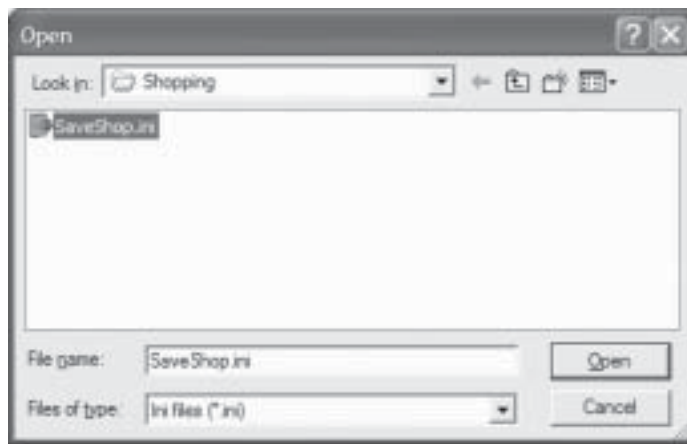 Open
Look in: Shopping
SaveShop.ini
File name: SaveShop.ini
Open
Files of type: Ini files (*.ini)
Cancel